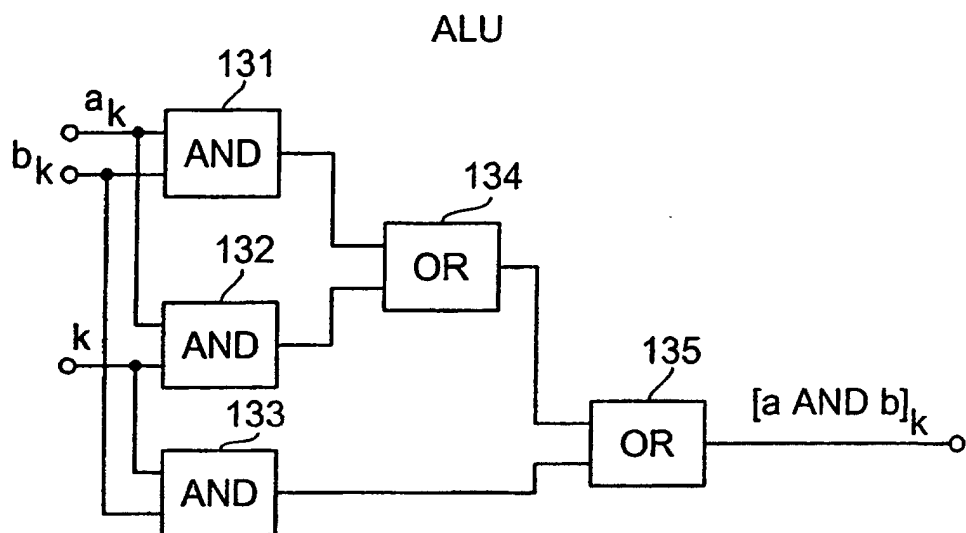 ALU
131
a_k
AND
b_k
134
OR
132
k
AND
135
[a AND b]_k
133
OR
AND